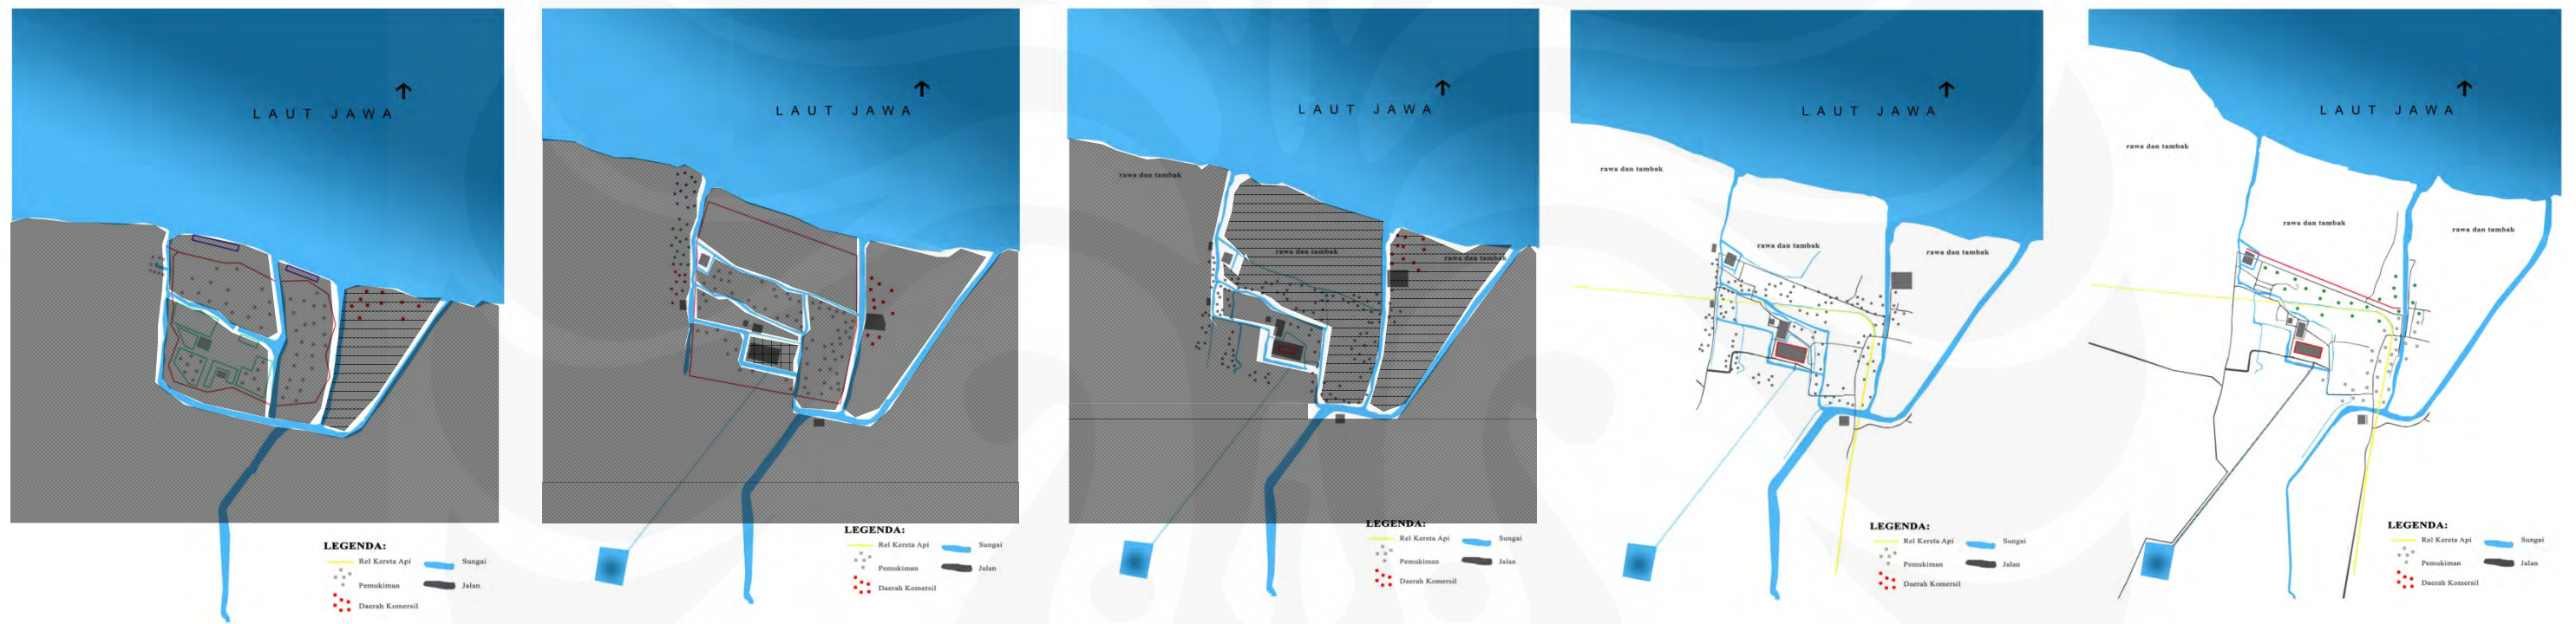 LAUT JAWA
LEGENDA:
Rel Kereta Api
Sungai
Pemukiman
Jalan
Daerah Komersil
LAUT JAWA
LEGENDA:
Rel Kereta Api
Sungai
Pemukiman
Jalan
Daerah Komersil
LAUT JAWA
rawa dan tambak
rawa dan tambak
rawa dan tambak
LEGENDA:
Rel Kereta Api
Sungai
Pemukiman
Jalan
Daerah Komersil
LAUT JAWA
rawa dan tambak
rawa dan tambak
rawa dan tambak
LEGENDA:
Rel Kereta Api
Sungai
Pemukiman
Jalan
Daerah Komersil
LAUT JAWA
rawa dan tambak
rawa dan tambak
rawa dan tambak
LEGENDA:
Rel Kereta Api
Sungai
Pemukiman
Jalan
Daerah Komersil